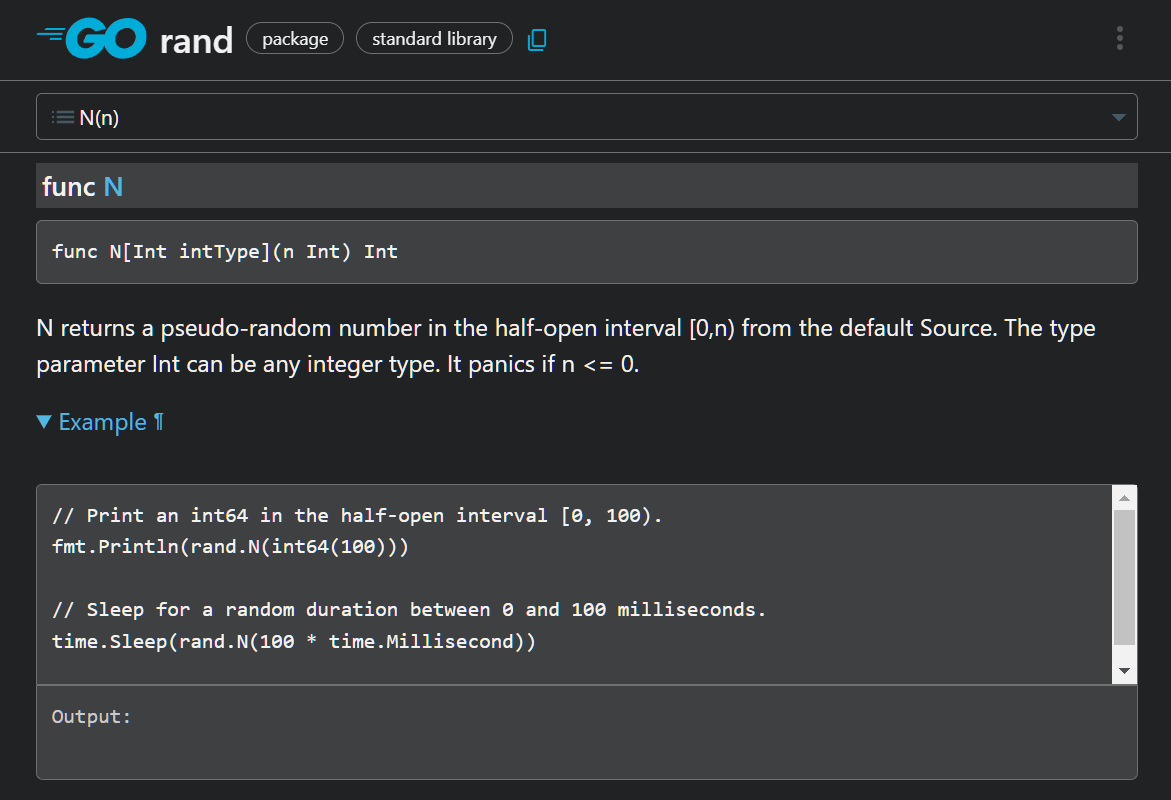 GO rand package standard library
N(n)
func N
func N[Int intType](n Int) Int
N returns a pseudo-random number in the half-open interval [0,n) from the default Source. The type
parameter Int can be any integer type. It panics if n <= 0.
▼ Example ¶
// Print an int64 in the half-open interval [0, 100).
fmt.Println(rand.N(int64(100)))
// Sleep for a random duration between 0 and 100 milliseconds.
time.Sleep(rand.N(100 * time.Millisecond))
Output: